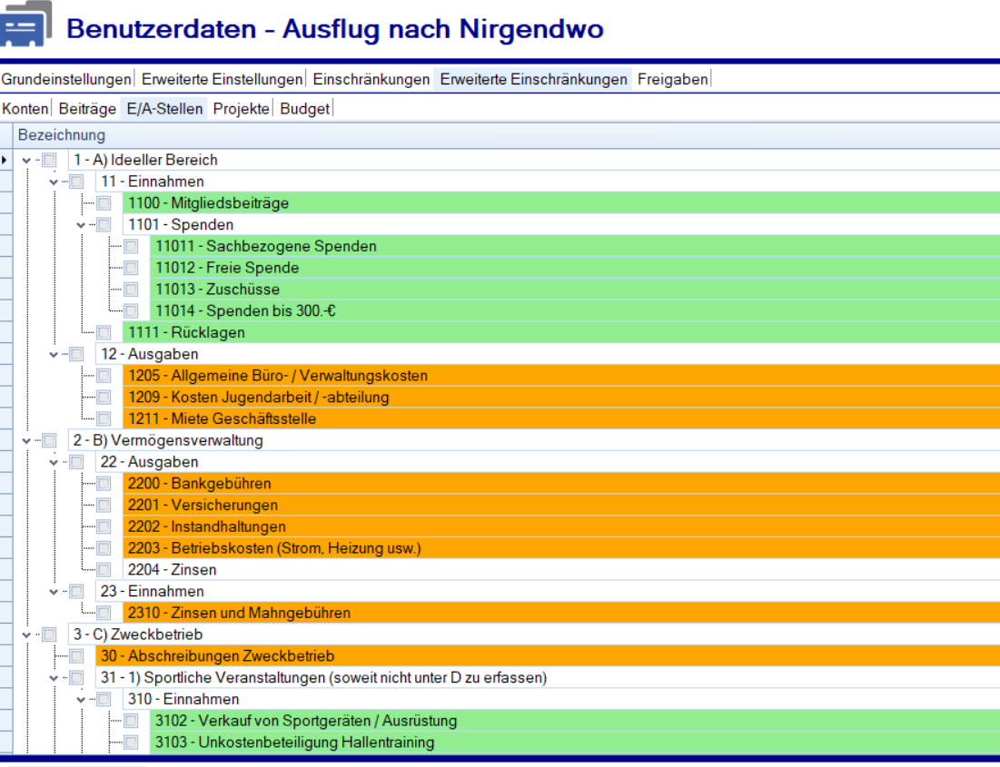 Benutzerdaten - Ausflug nach Nirgendwo
Grundeinstellungen Erweiterte Einstellungen Einschränkungen Erweiterte Einschränkungen Freigaben
Konten Beiträge E/A-Stellen Projekte Budget
Bezeichnung
1 - A) Ideeller Bereich
11 - Einnahmen
1100 - Mitgliedsbeiträge
1101 - Spenden
11011 - Sachbezogene Spenden
11012 - Freie Spende
11013 - Zuschüsse
11014 - Spenden bis 300.-€
1111 - Rücklagen
12 - Ausgaben
1205 - Allgemeine Büro- / Verwaltungskosten
1209 - Kosten Jugendarbeit / -abteilung
1211 - Miete Geschäftsstelle
2 - B) Vermögensverwaltung
22 - Ausgaben
2200 - Bankgebühren
2201 - Versicherungen
2202 - Instandhaltungen
2203 - Betriebskosten (Strom, Heizung usw.)
2204 - Zinsen
23 - Einnahmen
2310 - Zinsen und Mahngebühren
3 - C) Zweckbetrieb
30 - Abschreibungen Zweckbetrieb
31 - 1) Sportliche Veranstaltungen (soweit nicht unter D zu erfassen)
310 - Einnahmen
3102 - Verkauf von Sportgeräten / Ausrüstung
3103 - Unkostenbeteiligung Hallentraining